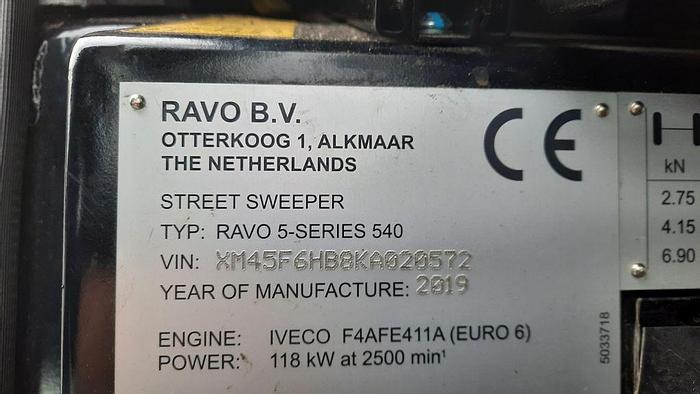 RAVO B.V.
OTTERKOOG 1, ALKMAAR
THE NETHERLANDS
CE
STREET SWEEPER
TYP: RAVO 5-SERIES 540
VIN: XM45F6HB8KA020572
YEAR OF MANUFACTURE: 2019
ENGINE: IVECO F4AFE411A (EURO 6)
POWER: 118 kW at 2500 min¹
5033718
kN
2.75
4.15
6.90